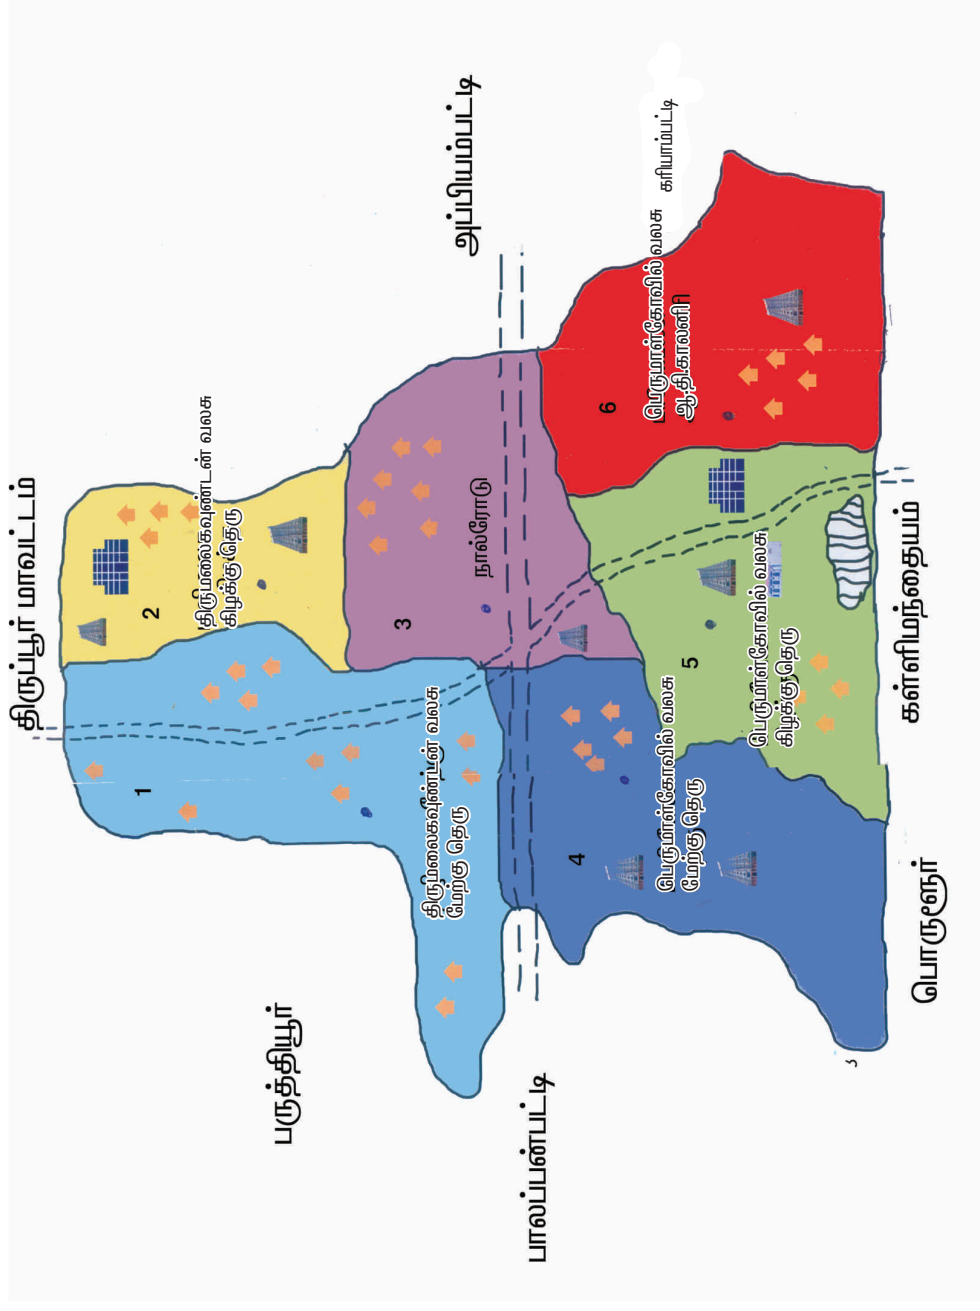 திருப்பூர் மாவட்டம்
அப்பியம்பட்டி
பருத்தியூர்
பாலப்பன்பட்டி
பொருளூர்
கள்ளிமந்தையம்
கரியாம்பட்டி
1
திருமலைகவுண்டன் வலசு
மேற்கு தெரு
2
திருமலைகவுண்டன் வலசு
கிழக்குதெரு
3
நால்ரோடு
4
பெருமாள்கோவில் வலசு
மேற்கு தெரு
5
பெருமாள்கோவில் வலசு
கிழக்கு தெரு
6
பெருமாள்கோவில் வலசு
ஆ.தி.காலனி